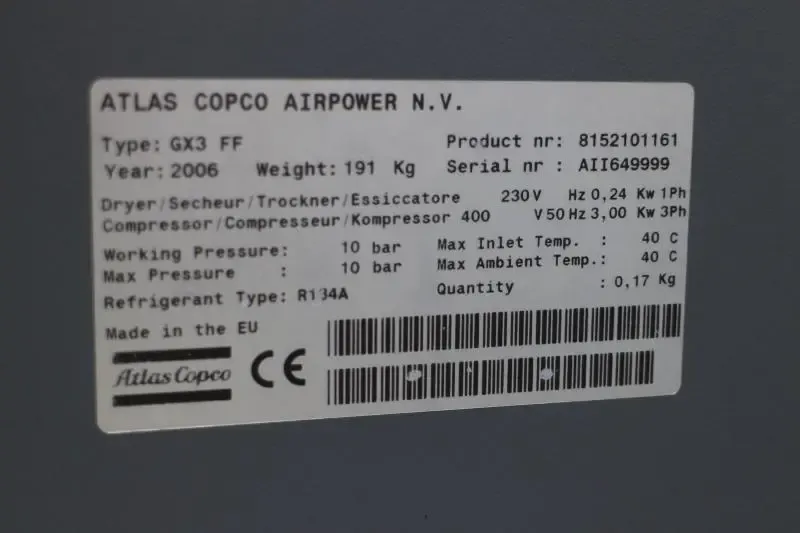 ATLAS COPCO AIRPOWER N.V.
Type: GX3 FF Product nr: 8152101161
Year: 2006 Weight: 191 Kg Serial nr : AII649999
Dryer/Secheur/Trockner/Essiccatore 230V Hz 0,24 Kw 1Ph
Compressor/Compresseur/Kompressor 400 V 50 Hz 3,00 Kw 3Ph
Working Pressure: 10 bar Max Inlet Temp. : 40 C
Max Pressure : 10 bar Max Ambient Temp.: 40 C
Refrigerant Type: R134A Quantity : 0,17 Kg
Made in the EU
Atlas Copco CE